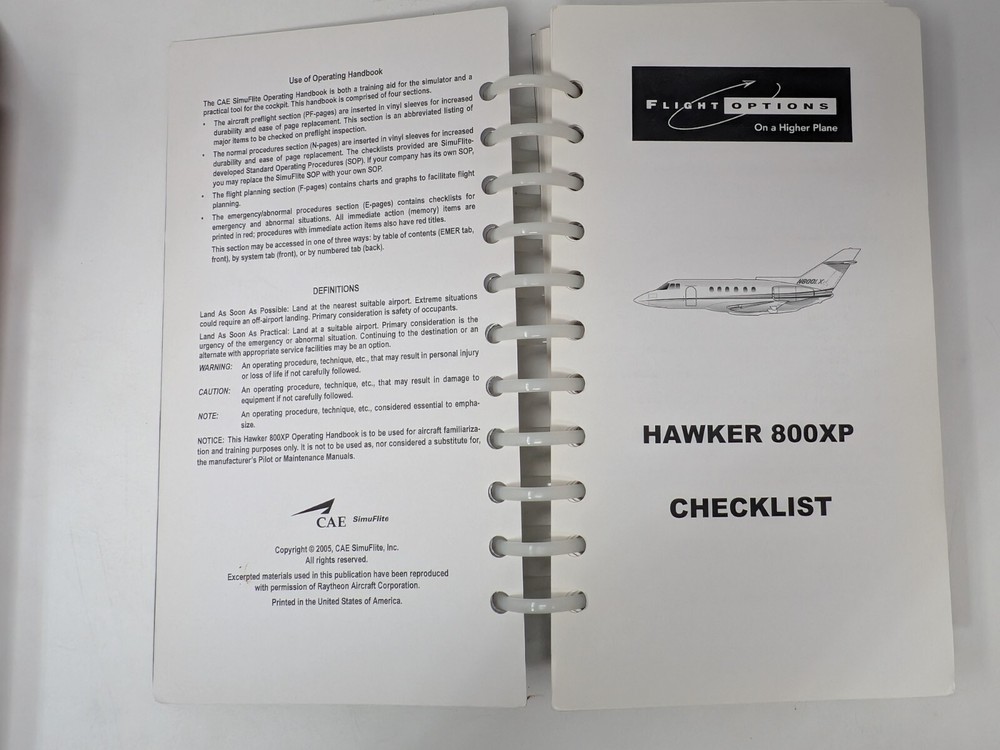 Use of Operating Handbook
The CAE SimuFlite Operating Handbook is both a training aid for the simulator and a
practical tool for the cockpit. This handbook is comprised of four sections.
• The aircraft preflight section (PF-pages) are inserted in vinyl sleeves for increased
durability and ease of page replacement. This section is an abbreviated listing of
major items to be checked on preflight inspection.
• The normal procedures section (N-pages) are inserted in vinyl sleeves for increased
durability and ease of page replacement. The checklists provided are SimuFlite-
developed Standard Operating Procedures (SOP). If your company has its own SOP,
you may replace the SimuFlite SOP with your own SOP.
• The flight planning section (F-pages) contains charts and graphs to facilitate flight
planning.
• The emergency/abnormal procedures section (E-pages) contains checklists for
emergency and abnormal situations. All immediate action (memory) items are
printed in red; procedures with immediate action items also have red titles.
This section may be accessed in one of three ways: by table of contents (EMER tab,
front), by system tab (front), or by numbered tab (back).
DEFINITIONS
Land As Soon As Possible: Land at the nearest suitable airport. Extreme situations
could require an off-airport landing. Primary consideration is safety of occupants.
Land As Soon As Practical: Land at a suitable airport. Primary consideration is the
urgency of the emergency or abnormal situation. Continuing to the destination or an
alternate with appropriate service facilities may be an option.
WARNING: An operating procedure, technique, etc., that may result in personal injury
or loss of life if not carefully followed.
CAUTION: An operating procedure, technique, etc., that may result in damage to
equipment if not carefully followed.
NOTE: An operating procedure, technique, etc., considered essential to empha-
size.
NOTICE: This Hawker 800XP Operating Handbook is to be used for aircraft familiariza-
tion and training purposes only. It is not to be used as, nor considered a substitute for,
the manufacturer's Pilot or Maintenance Manuals.
CAE SimuFlite
Copyright © 2005, CAE SimuFlite, Inc.
All rights reserved.
Excerpted materials used in this publication have been reproduced
with permission of Raytheon Aircraft Corporation.
Printed in the United States of America.
FLIGHT OPTIONS
On a Higher Plane
HAWKER 800XP
CHECKLIST